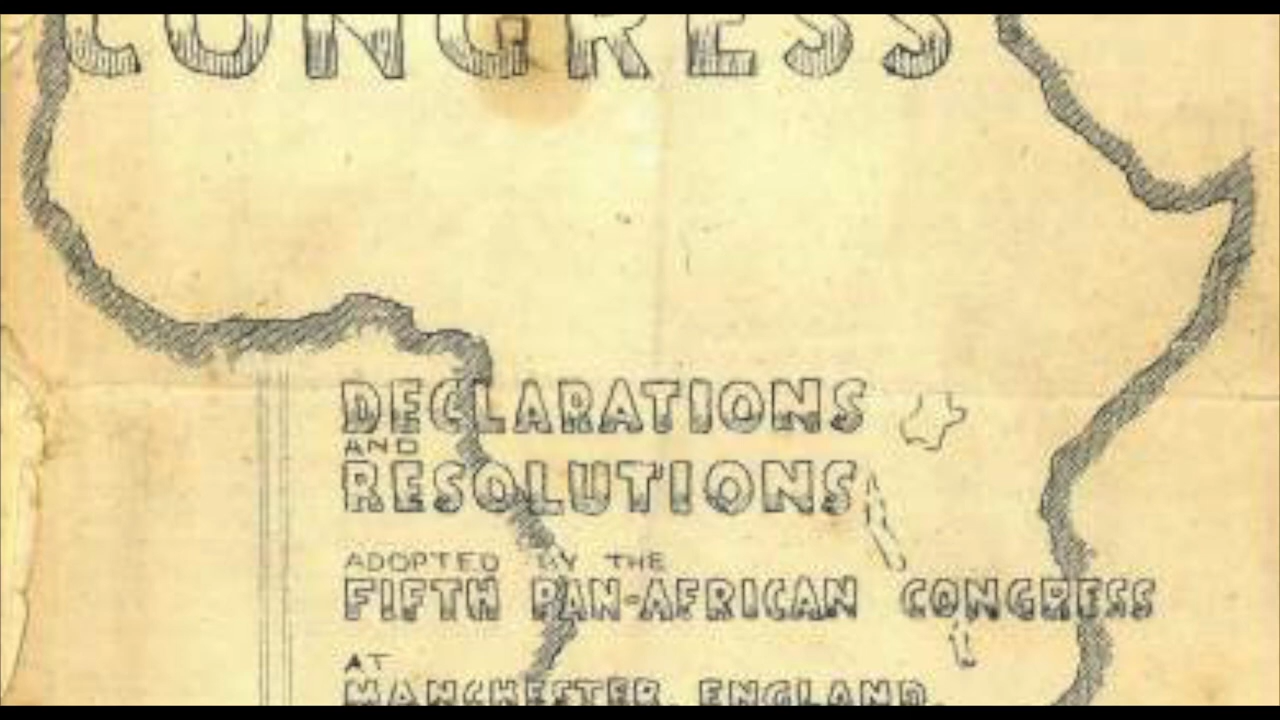 CONGRESS
DECLARATIONS
AND
RESOLUTIONS
ADOPTED BY THE
FIFTH PAN-AFRICAN CONGRESS
AT
MANCHESTER, ENGLAND,